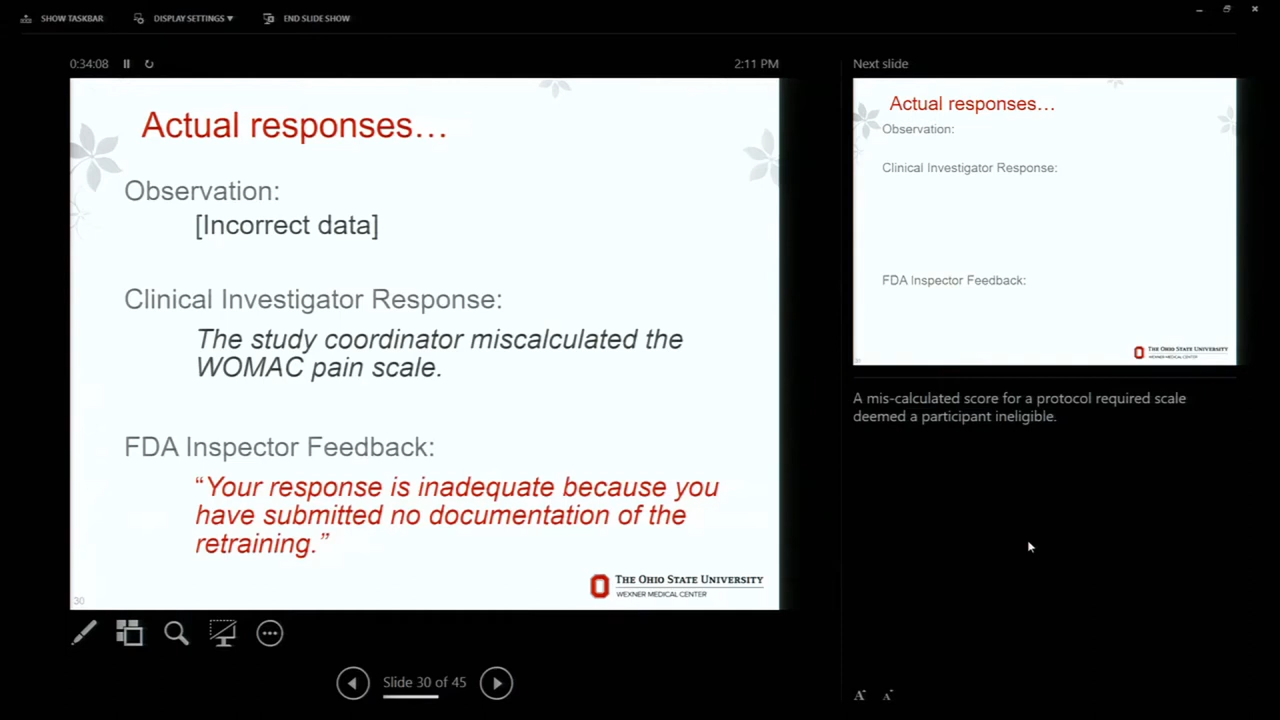 SHOW TASKBAR
DISPLAY SETTINGS ▼
END SLIDE SHOW
0:34:08
2:11 PM
Actual responses…
Observation:
[Incorrect data]
Clinical Investigator Response:
The study coordinator miscalculated the
WOMAC pain scale.
FDA Inspector Feedback:
“Your response is inadequate because you
have submitted no documentation of the
retraining.”
30
THE OHIO STATE UNIVERSITY
WEXNER MEDICAL CENTER
Slide 30 of 45
Next slide
Actual responses…
Observation:
Clinical Investigator Response:
FDA Inspector Feedback:
THE OHIO STATE UNIVERSITY
WEXNER MEDICAL CENTER
A mis-calculated score for a protocol required scale
deemed a participant ineligible.
A A